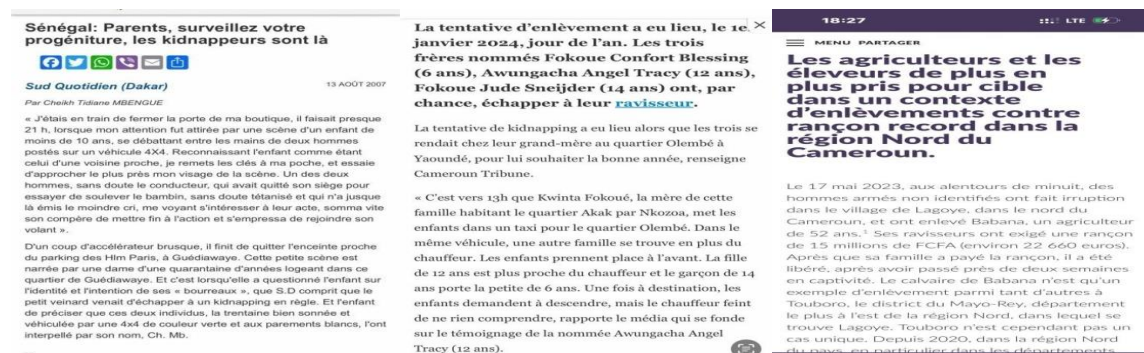 Sénégal: Parents, surveillez votre
progéniture, les kidnappeurs sont là
Sud Quotidien (Dakar)
13 AOÛT 2007
Par Cheikh Tidiane MBENGUE
« J'étais en train de fermer la porte de ma boutique, il faisait presque
21 h, lorsque mon attention fut attirée par une scène d'un enfant de
moins de 10 ans, se débattant entre les mains de deux hommes
postés sur un véhicule 4X4. Reconnaissant l'enfant comme étant
celui d'une voisine proche, je remets les clés à ma poche, et essaie
d'approcher le plus près mon visage de la scène. Un des deux
hommes, sans doute le conducteur, qui avait quitté son siège pour
essayer de soulever le bambin, sans doute tétanisé et qui n'a jusque
là émis le moindre cri, me voyant s'intéresser à leur acte, somma vite
son compère de mettre fin à l'action et s'empressa de rejoindre son
volant ».
D'un coup d'accélérateur brusque, il finit de quitter l'enceinte proche
du parking des Hlm Paris, à Guédiawaye. Cette petite scène est
narrée par une dame d'une quarantaine d'années logeant dans ce
quartier de Guédiawaye. Et c'est lorsqu'elle a questionné l'enfant sur
l'identité et l'intention de ses « bourreaux », que S.D comprit que le
petit veinard venait d'échapper à un kidnapping en règle. Et l'enfant
de préciser que ces deux individus, la trentaine bien sonnée et
véhiculée par une 4x4 de couleur verte et aux parements blancs, l'ont
interpellé par son nom, Ch. Mb.
La tentative d'enlèvement a eu lieu, le 1e
janvier 2024, jour de l'an. Les trois
frères nommés Fokoue Confort Blessing
(6 ans), Awungacha Angel Tracy (12 ans),
Fokoue Jude Sneijder (14 ans) ont, par
chance, échapper à leur ravisseur.
La tentative de kidnapping a eu lieu alors que les trois se
rendait chez leur grand-mère au quartier Olembé à
Yaoundé, pour lui souhaiter la bonne année, renseigne
Cameroun Tribune.
« C'est vers 13h que Kwinta Fokoué, la mère de cette
famille habitant le quartier Akak par Nkozoa, met les
enfants dans un taxi pour le quartier Olembé. Dans le
même véhicule, une autre famille se trouve en plus du
chauffeur. Les enfants prennent place à l'avant. La fille
de 12 ans est plus proche du chauffeur et le garçon de 14
ans porte la petite de 6 ans. Une fois à destination, les
enfants demandent à descendre, mais le chauffeur feint
de ne rien comprendre, rapporte le média qui se fonde
sur le témoignage de la nommée Awungacha Angel
Tracy (12 ans).
18:27
LTE
MENU PARTAGER
Les agriculteurs et les
éleveurs de plus en
plus pris pour cible
dans un contexte
d'enlèvements contre
rançon record dans la
région Nord du
Cameroun.
Le 17 mai 2023, aux alentours de minuit, des
hommes armés non identifiés ont fait irruption
dans le village de Lagoye, dans le nord du
Cameroun, et ont enlevé Babana, un agriculteur
de 52 ans.¹ Ses ravisseurs ont exigé une rançon
de 15 millions de FCFA (environ 22 660 euros).
Après que sa famille a payé la rançon, il a été
libéré, après avoir passé près de deux semaines
en captivité. Le calvaire de Babana n'est qu'un
exemple d'enlèvement parmi tant d'autres à
Touboro, le district du Mayo-Rey, département
le plus à l'est de la région Nord, dans lequel se
trouve Lagoye. Touboro n'est cependant pas un
cas unique. Depuis 2020, dans la région Nord
du pays, en particulier dans les départements